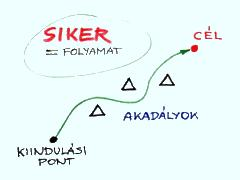 SIKER
= FOLYAMAT
CÉL
AKADÁLYOK
KIINDULÁSI
PONT